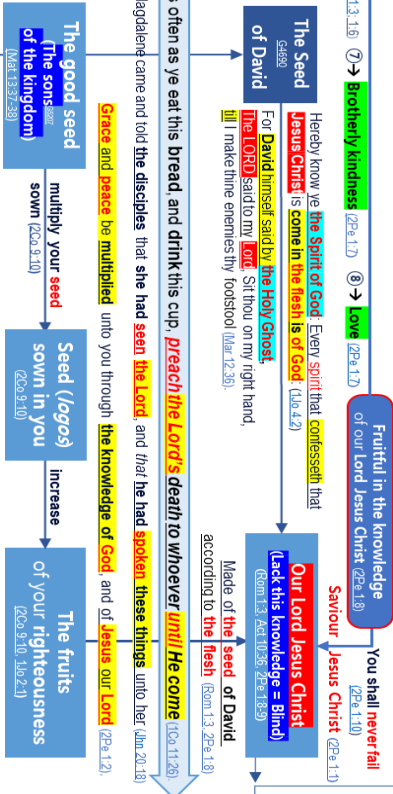 1.3; 1:6) ⑦→ Brotherly kindness (2Pe 1:7) ⑧→ Love (2Pe 1:7)
Fruitful in the knowledge
of our Lord Jesus Christ (2Pe 1:8)
You shall never fail
(2Pe 1:10)
Saviour Jesus Christ (2Pe 1:1)
The Seed
G4690
of David
Hereby know ye the Spirit of God: Every spirit that confesseth that
Jesus Christ is come in the flesh is of God: (1Jo 4:2)
For David himself said by the Holy Ghost,
The LORD said to my Lord, Sit thou on my right hand,
till I make thine enemies thy footstool (Mar 12:36).
Our Lord Jesus Christ
(Lack this knowledge = Blind)
(Rom 1:3, Act 10:36, 2Pe 1:8-9)
Made of the seed of David
according to the flesh (Rom 1:3, 2Pe 1:8)
s often as ye eat this bread, and drink this cup, preach the Lord's death to whoever until He come (1Co 11:26).
lagdalene came and told the disciples that she had seen the Lord, and that he had spoken these things unto her (Jhn 20:18)
Grace and peace be multiplied unto you through the knowledge of God, and of Jesus our Lord (2Pe 1:2).
The good seed
(The sons
of the kingdom)
(Mat 13:37-38)
multiply your seed
sown (2Co 9:10)
Seed (logos)
sown in you
(2Co 9:10)
increase
The fruits
of your righteousness
(2Co 9:10, 1Jo 2:1)